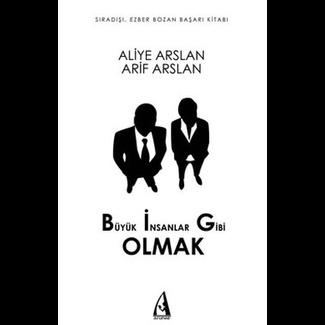 SIRADIŞI, EZBER BOZAN BAŞARI KİTABI
ALİYE ARSLAN
ARİF ARSLAN
BÜYÜK İNSANLAR GİBİ
OLMAK